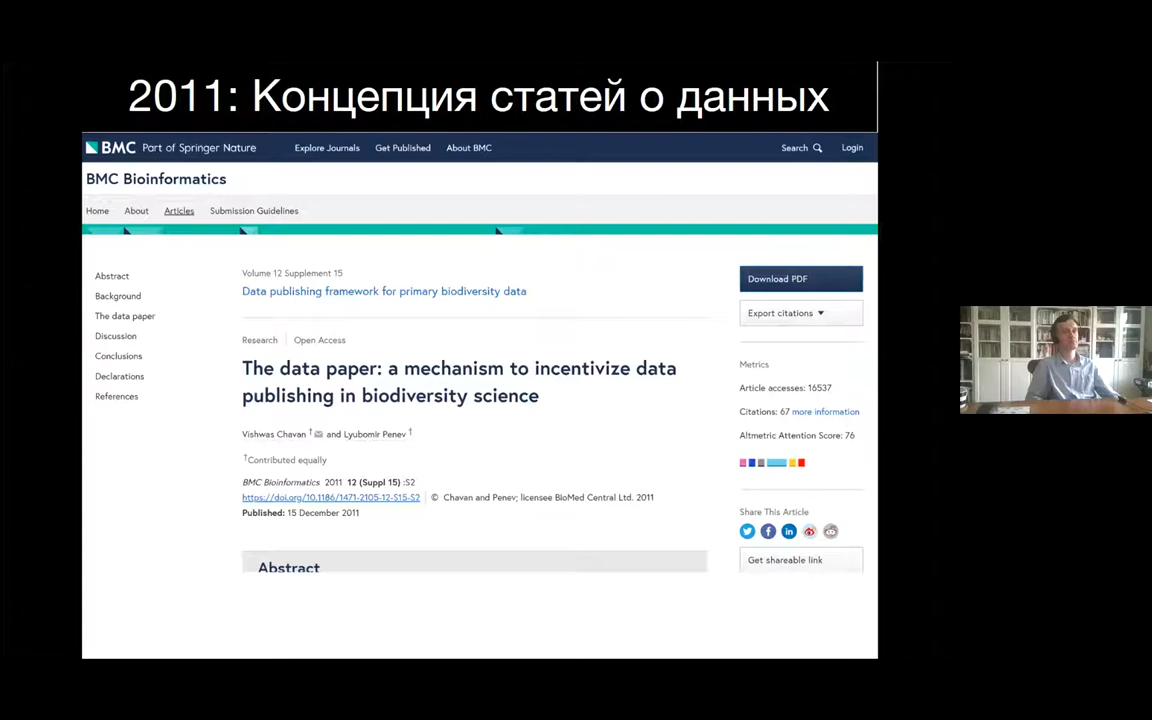 2011: Концепция статей о данных
BMC Part of Springer Nature
Explore Journals Get Published About BMC
Search Login
BMC Bioinformatics
Home About Articles Submission Guidelines
Abstract
Background
The data paper
Discussion
Conclusions
Declarations
References
Volume 12 Supplement 15
Data publishing framework for primary biodiversity data
Research Open Access
The data paper: a mechanism to incentivize data
publishing in biodiversity science
Vishwas Chavan † and Lyubomir Penev †
†Contributed equally
BMC Bioinformatics 2011 12 (Suppl 15) :S2
https://doi.org/10.1186/1471-2105-12-S15-S2 © Chavan and Penev; licensee BioMed Central Ltd. 2011
Published: 15 December 2011
Abstract
Download PDF
Export citations
Metrics
Article accesses: 16537
Citations: 67 more information
Altmetric Attention Score: 76
Share This Article
Get shareable link